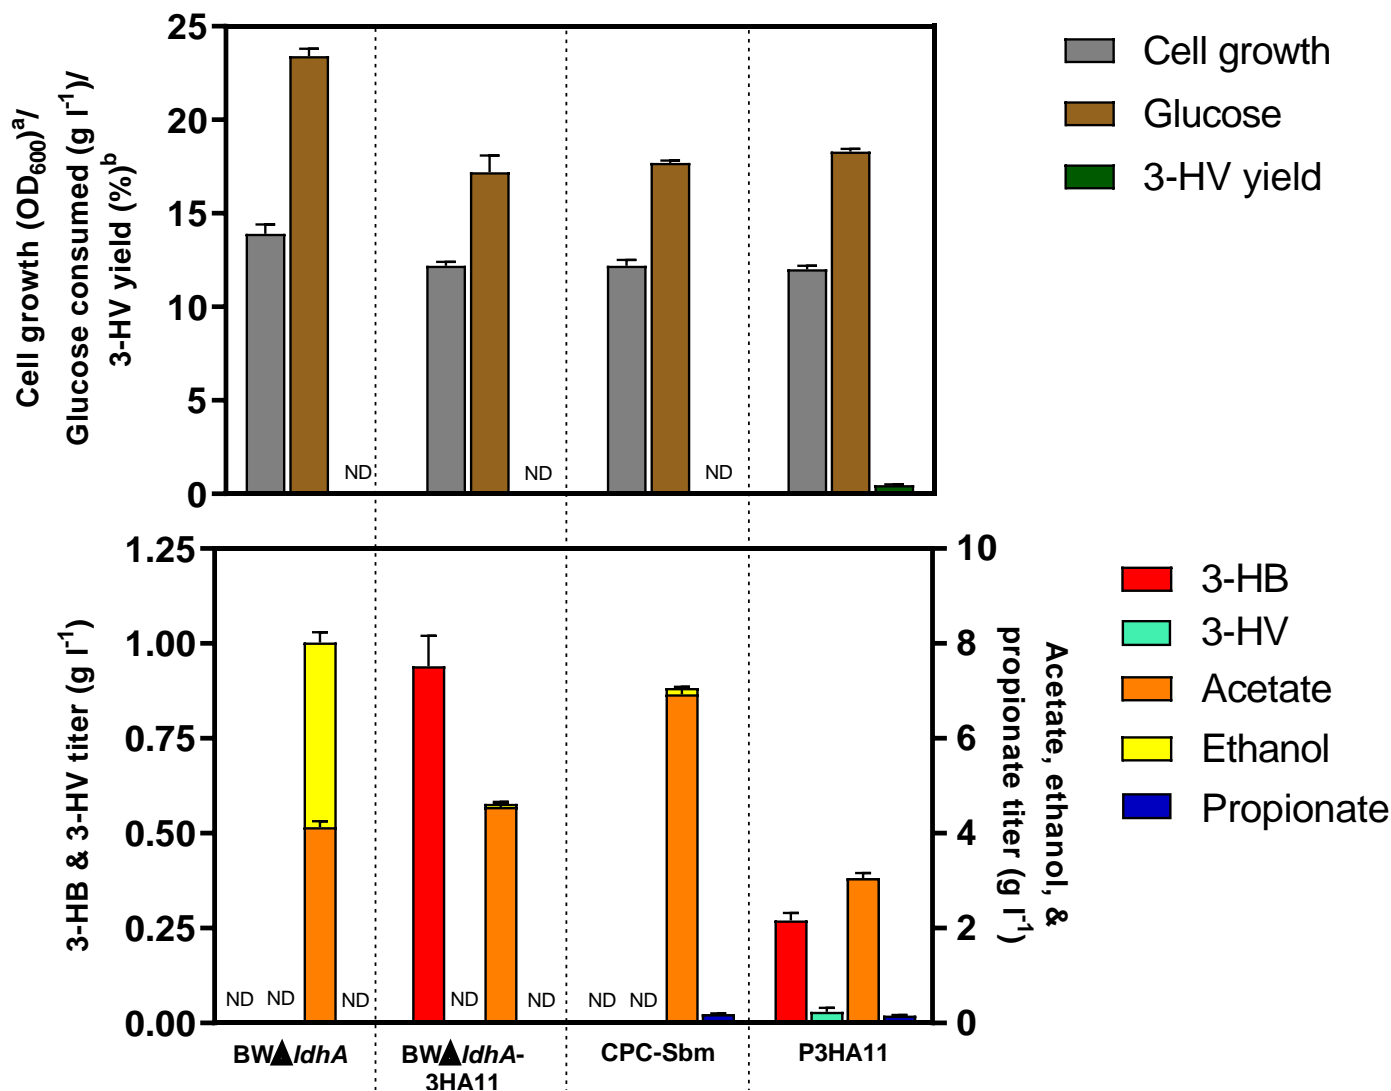 Cell growth (OD600)a/
Glucose consumed (g l-1)/
3-HV yield (%)b
25
20
15
10
5
0
ND
ND
ND
Cell growth
Glucose
3-HV yield
3-HB & 3-HV titer (g l-1)
1.25
1.00
0.75
0.50
0.25
0.00
ND ND ND
ND ND
ND ND
10
8
6
4
2
0
Acetate, ethanol, &
propionate titer (g l-1)
3-HB
3-HV
Acetate
Ethanol
Propionate
BW▲ldhA
BW▲ldhA-
3HA11
CPC-Sbm
P3HA11